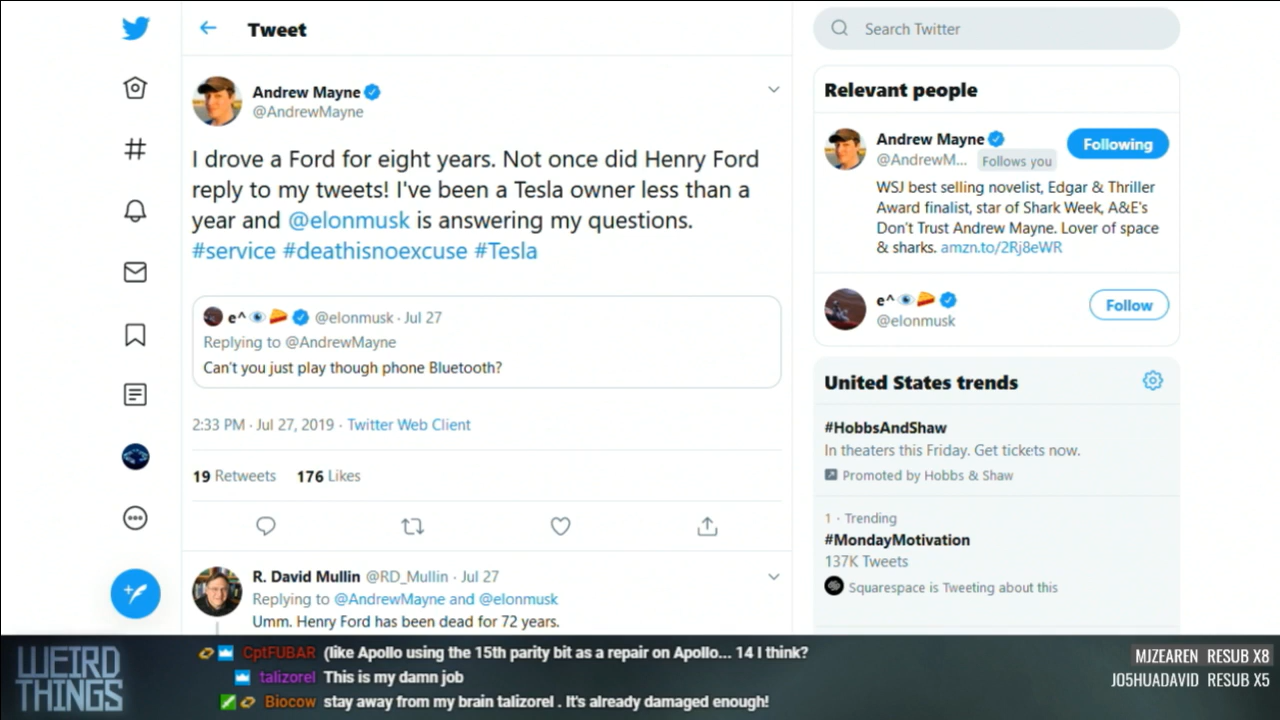 Tweet
Search Twitter
Andrew Mayne
@AndrewMayne
I drove a Ford for eight years. Not once did Henry Ford
reply to my tweets! I've been a Tesla owner less than a
year and @elonmusk is answering my questions.
#service #deathisnoexcuse #Tesla
e^👁️🧀 @elonmusk · Jul 27
Replying to @AndrewMayne
Can't you just play though phone Bluetooth?
2:33 PM · Jul 27, 2019 · Twitter Web Client
19 Retweets 176 Likes
R. David Mullin @RD_Mullin · Jul 27
Replying to @AndrewMayne and @elonmusk
Umm. Henry Ford has been dead for 72 years.
Relevant people
Andrew Mayne
Following
@AndrewM... Follows you
WSJ best selling novelist, Edgar & Thriller
Award finalist, star of Shark Week, A&E's
Don't Trust Andrew Mayne. Lover of space
& sharks. amzn.to/2Rj8eWR
e^👁️🧀
Follow
@elonmusk
United States trends
#HobbsAndShaw
In theaters this Friday. Get tickets now.
Promoted by Hobbs & Shaw
1 · Trending
#MondayMotivation
137K Tweets
Squarespace is Tweeting about this
WEIRD
THINGS
CptFUBAR (like Apollo using the 15th parity bit as a repair on Apollo... 14 I think?
talizorel This is my damn job
Biocow stay away from my brain talizorel . It's already damaged enough!
MJZEAREN RESUB X8
JO5HUADAVID RESUB X5